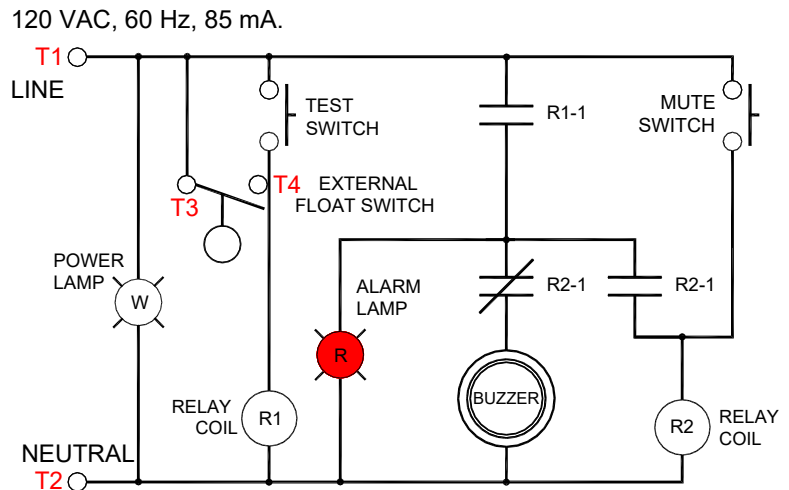 120 VAC, 60 Hz, 85 mA.
T1
LINE
TEST
SWITCH
R1-1
MUTE
SWITCH
T3
T4 EXTERNAL
FLOAT SWITCH
POWER
LAMP
W
ALARM
LAMP
R2-1
R2-1
R
RELAY
COIL
R1
BUZZER
R2
RELAY
COIL
NEUTRAL
T2